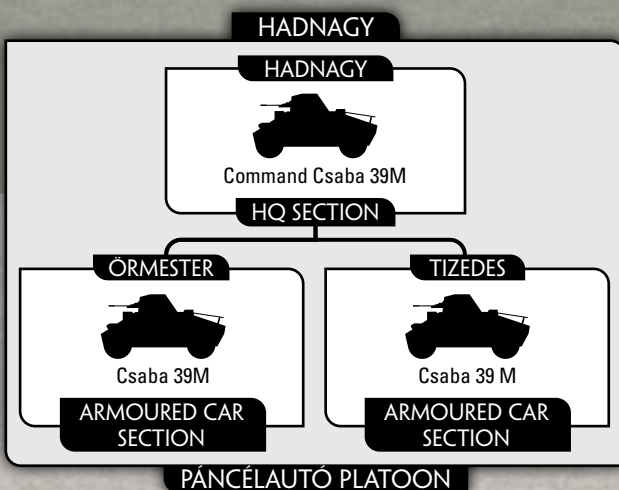 HADNAGY
HADNAGY
Command Csaba 39M
HQ SECTION
ÖRMESTER
Csaba 39M
ARMOURED CAR
SECTION
TIZEDES
Csaba 39 M
ARMOURED CAR
SECTION
PÁNCÉLAUTÓ PLATOON